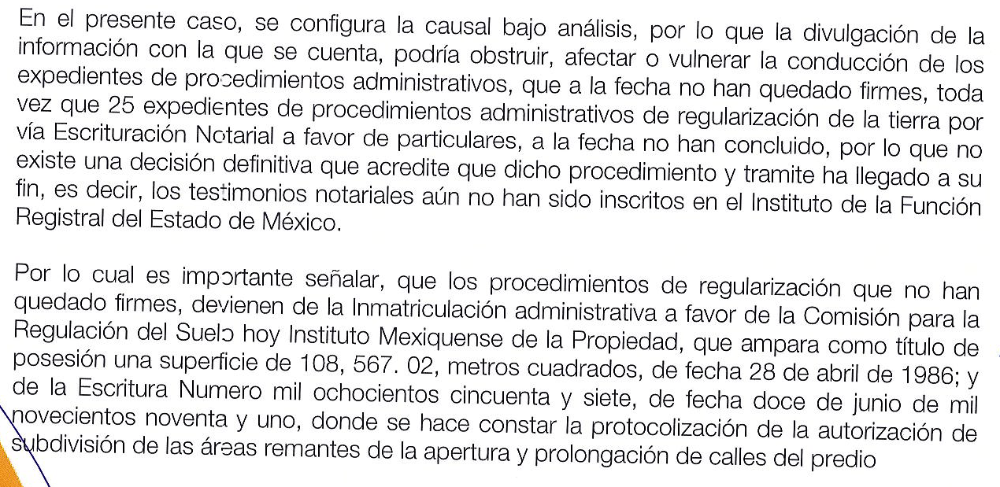 En el presente caso, se configura la causal bajo análisis, por lo que la divulgación de la
información con la que se cuenta, podría obstruir, afectar o vulnerar la conducción de los
expedientes de procedimientos administrativos, que a la fecha no han quedado firmes, toda
vez que 25 expedientes de procedimientos administrativos de regularización de la tierra por
vía Escrituración Notarial a favor de particulares, a la fecha no han concluido, por lo que no
existe una decisión definitiva que acredite que dicho procedimiento y tramite ha llegado a su
fin, es decir, los testimonios notariales aún no han sido inscritos en el Instituto de la Función
Registral del Estado de México.
Por lo cual es importante señalar, que los procedimientos de regularización que no han
quedado firmes, devienen de la Inmatriculación administrativa a favor de la Comisión para la
Regulación del Suelo hoy Instituto Mexiquense de la Propiedad, que ampara como título de
posesión una superficie de 108, 567. 02, metros cuadrados, de fecha 28 de abril de 1986; y
de la Escritura Numero mil ochocientos cincuenta y siete, de fecha doce de junio de mil
novecientos noventa y uno, donde se hace constar la protocolización de la autorización de
subdivisión de las áreas remantes de la apertura y prolongación de calles del predio